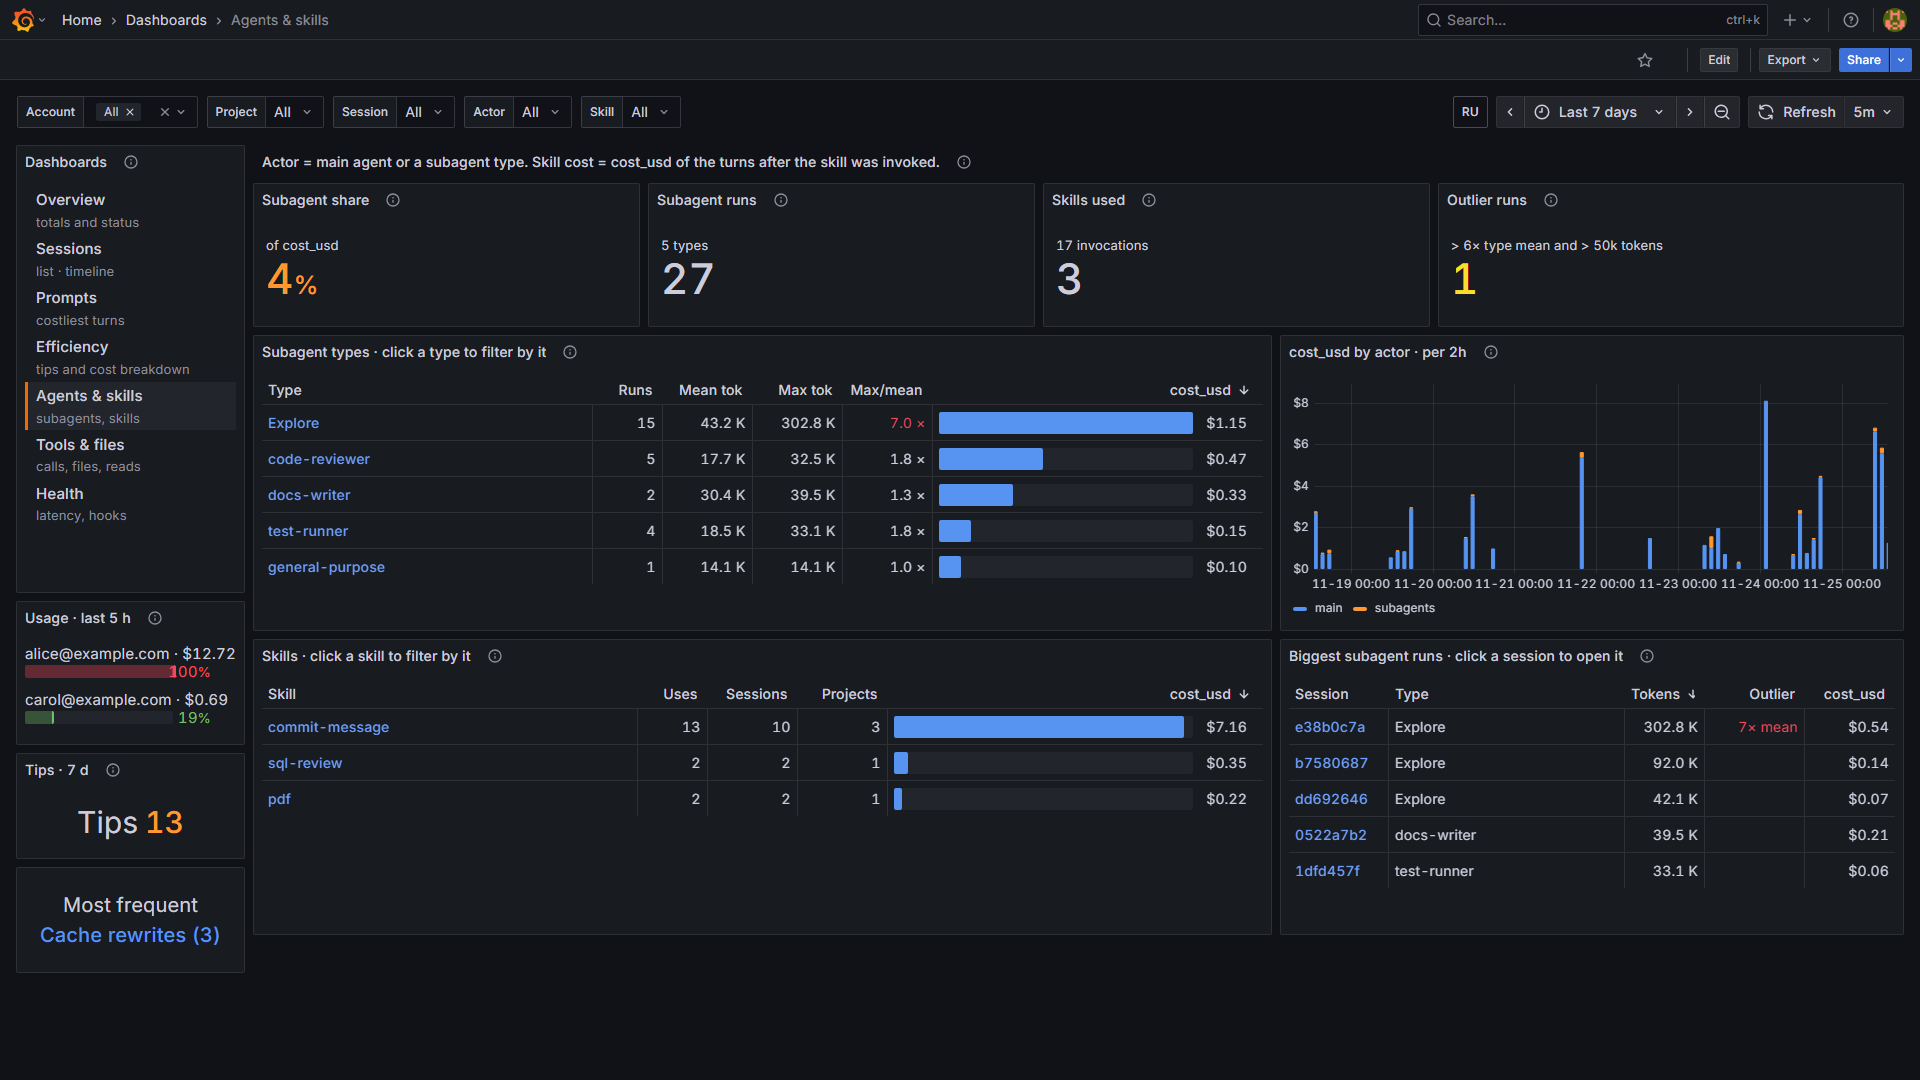 Home › Dashboards › Agents & skills
Search... ctrl+k
Edit Export Share
Account All Project All Session All Actor All Skill All RU Last 7 days Refresh 5m
Dashboards
Overview
totals and status
Sessions
list · timeline
Prompts
costliest turns
Efficiency
tips and cost breakdown
Agents & skills
subagents, skills
Tools & files
calls, files, reads
Health
latency, hooks
Usage · last 5 h
alice@example.com · $12.72
100%
carol@example.com · $0.69
19%
Tips · 7 d
Tips 13
Most frequent
Cache rewrites (3)
Actor = main agent or a subagent type. Skill cost = cost_usd of the turns after the skill was invoked.
Subagent share
of cost_usd
4%
Subagent runs
5 types
27
Skills used
17 invocations
3
Outlier runs
> 6× type mean and > 50k tokens
1
Subagent types · click a type to filter by it
Type Runs Mean tok Max tok Max/mean cost_usd
Explore 15 43.2 K 302.8 K 7.0 × $1.15
code-reviewer 5 17.7 K 32.5 K 1.8 × $0.47
docs-writer 2 30.4 K 39.5 K 1.3 × $0.33
test-runner 4 18.5 K 33.1 K 1.8 × $0.15
general-purpose 1 14.1 K 14.1 K 1.0 × $0.10
cost_usd by actor · per 2h
$8
$6
$4
$2
$0
11-19 00:00 11-20 00:00 11-21 00:00 11-22 00:00 11-23 00:00 11-24 00:00 11-25 00:00
main subagents
Skills · click a skill to filter by it
Skill Uses Sessions Projects cost_usd
commit-message 13 10 3 $7.16
sql-review 2 2 1 $0.35
pdf 2 2 1 $0.22
Biggest subagent runs · click a session to open it
Session Type Tokens Outlier cost_usd
e38b0c7a Explore 302.8 K 7× mean $0.54
b7580687 Explore 92.0 K $0.14
dd692646 Explore 42.1 K $0.07
0522a7b2 docs-writer 39.5 K $0.21
1dfd457f test-runner 33.1 K $0.06